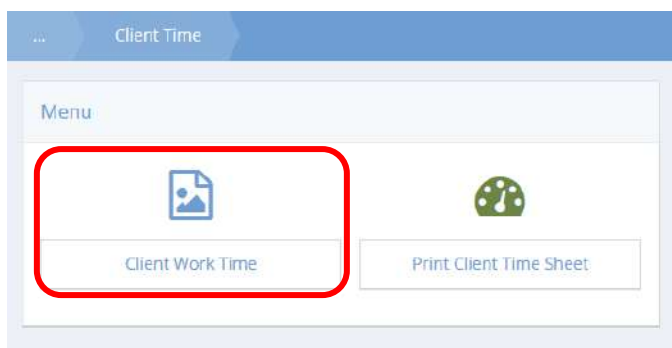 ... Client Time
Menu
Client Work Time
Print Client Time Sheet